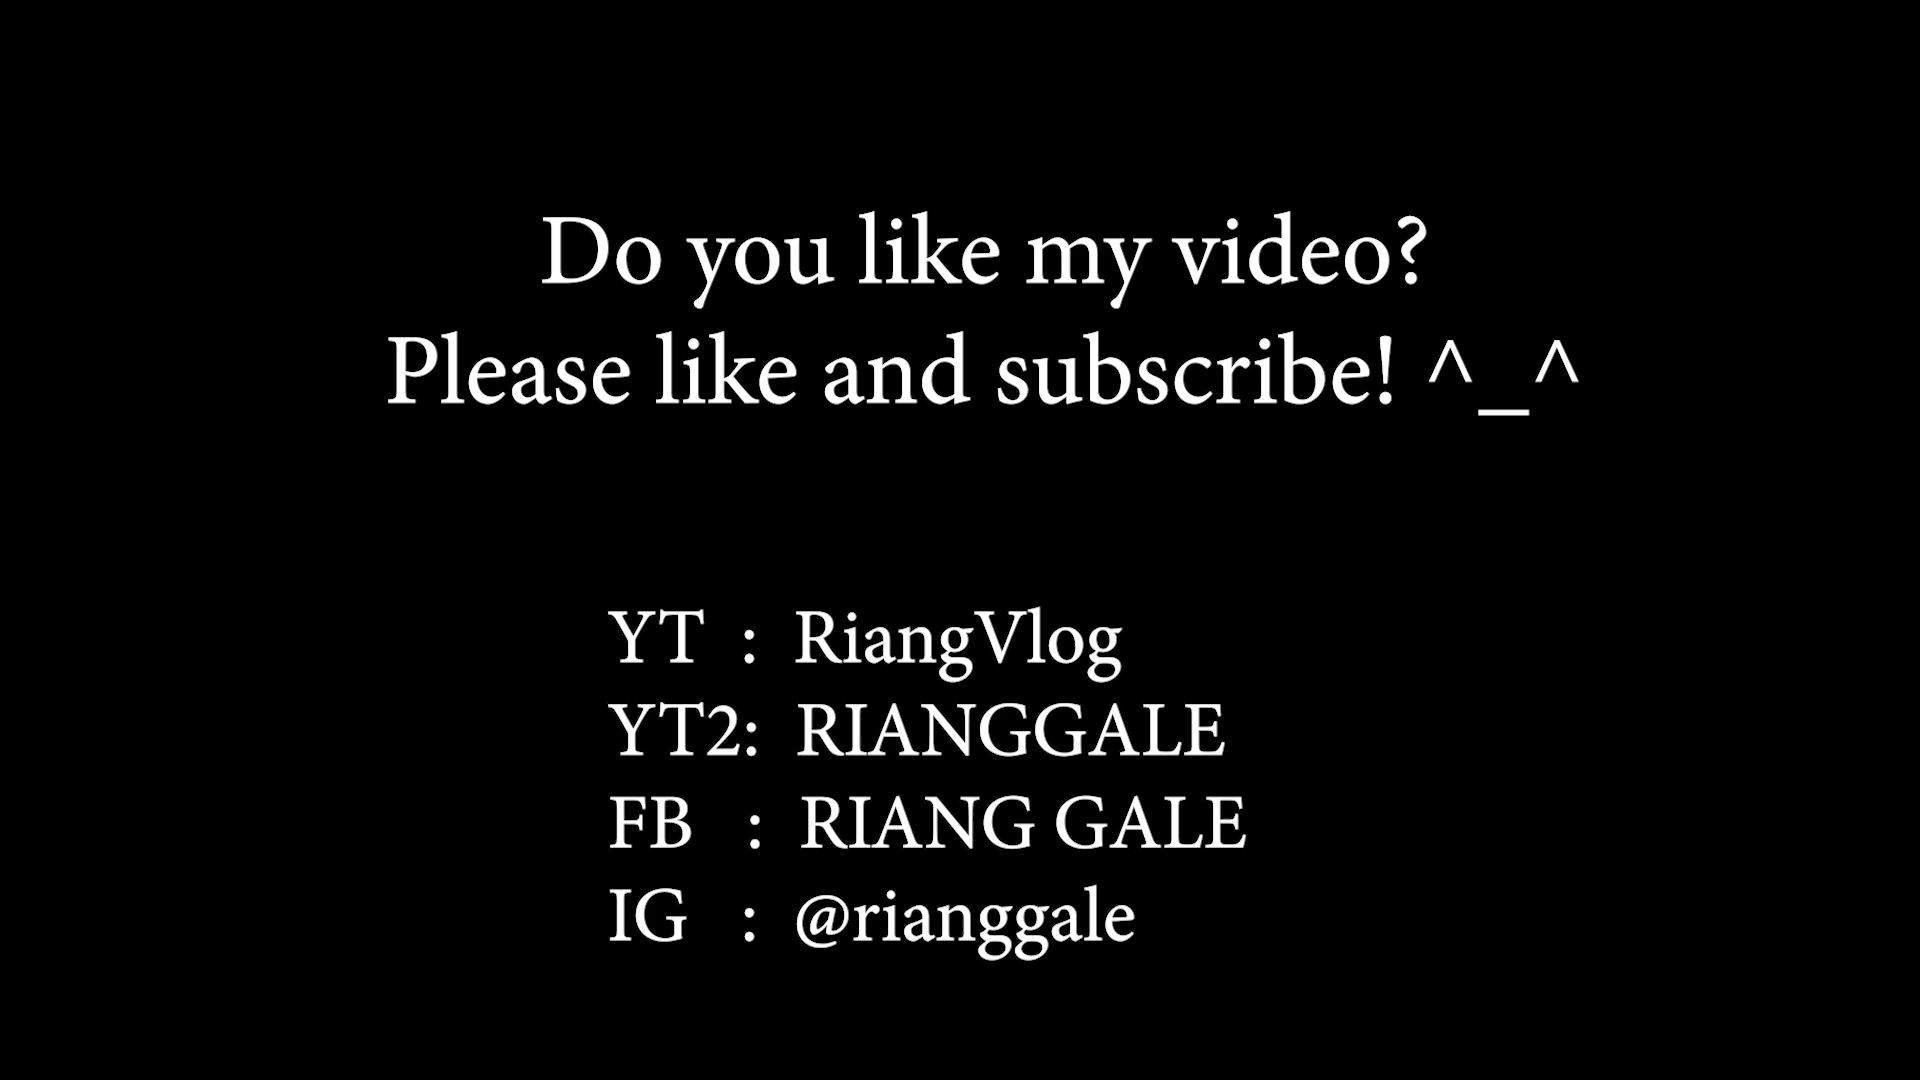 Do you like my video?
Please like and subscribe! ^_^
YT : RiangVlog
YT2: RIANGGALE
FB : RIANG GALE
IG : @rianggale